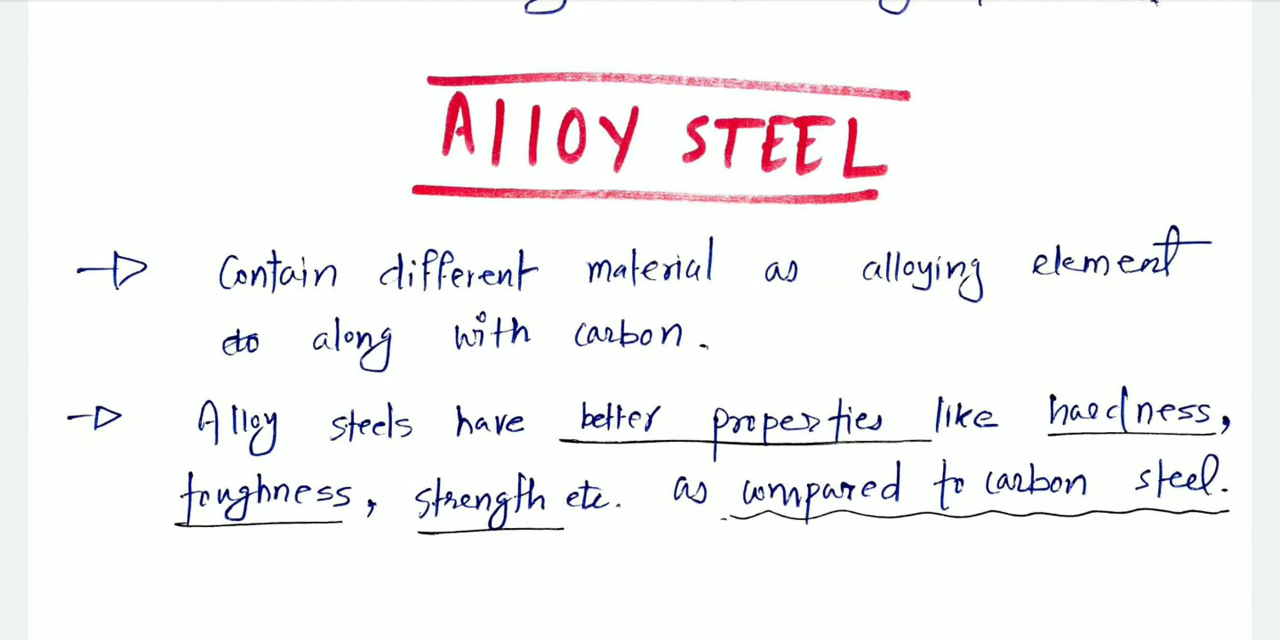 AllOY STEEL
Contain different material as alloying element
to along with carbon.
Alloy steels have better properties like hardness,
toughness, strength etc. as compared to carbon steel.